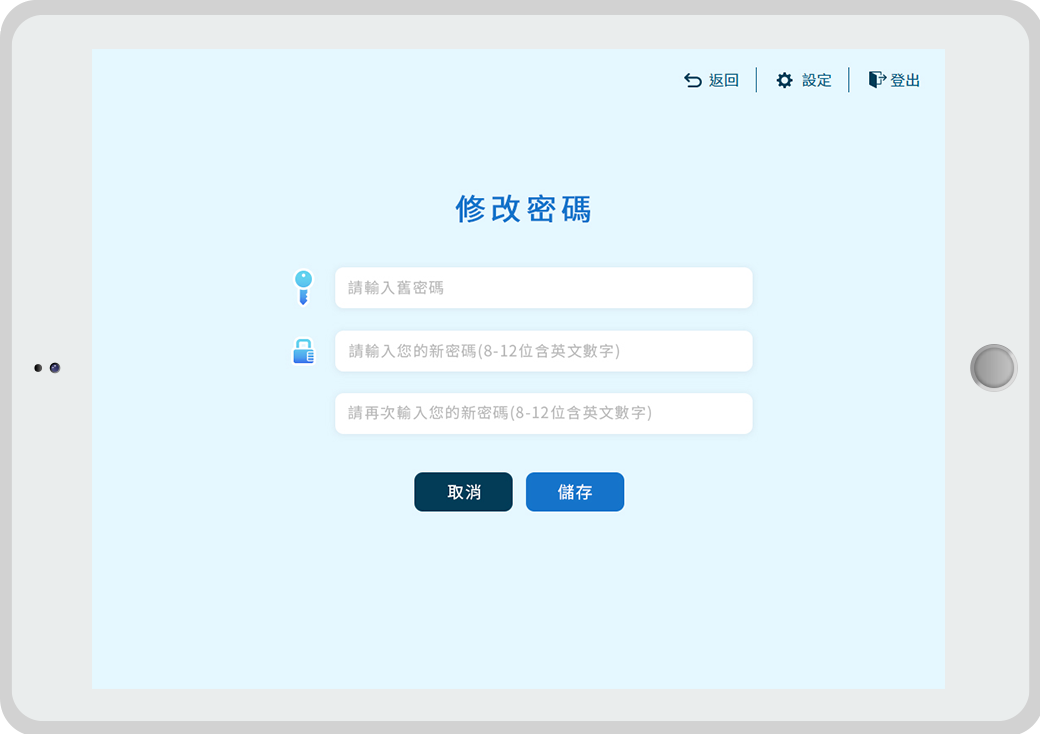 返回 設定 登出
修改密碼
請輸入舊密碼
請輸入您的新密碼(8-12位含英文數字)
請再次輸入您的新密碼(8-12位含英文數字)
取消 儲存